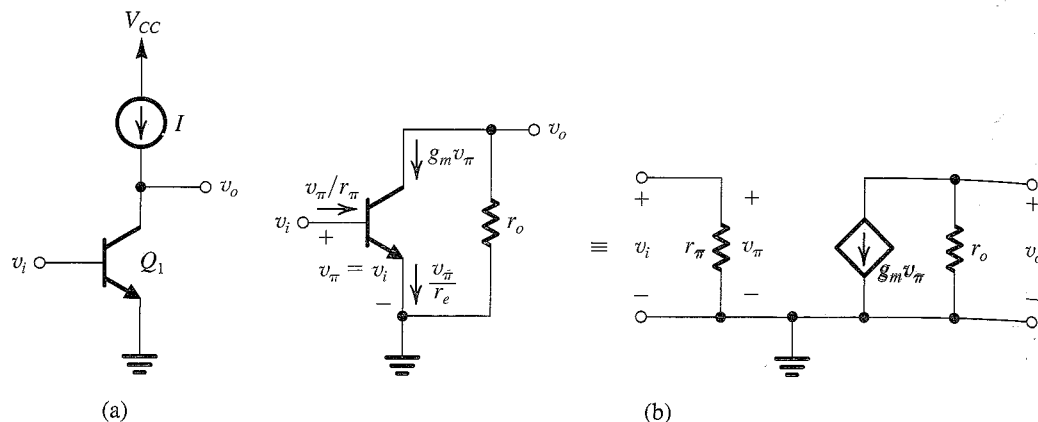 V_CC
I
v_o
v_i
Q_1
(a)
v_o
g_m v_π
v_π/r_π
v_i
+
v_π = v_i
−
v_π/r_e
r_o
≡
+
v_i
−
r_π
+
v_π
−
g_m v_π
r_o
+
v_o
−
(b)